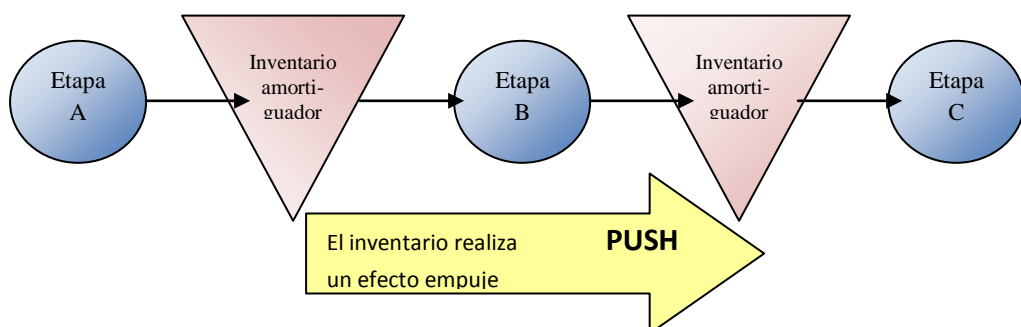 Etapa
A
Inventario
amorti-
guador
Etapa
B
Inventario
amorti-
guador
Etapa
C
El inventario realiza PUSH
un efecto empuje